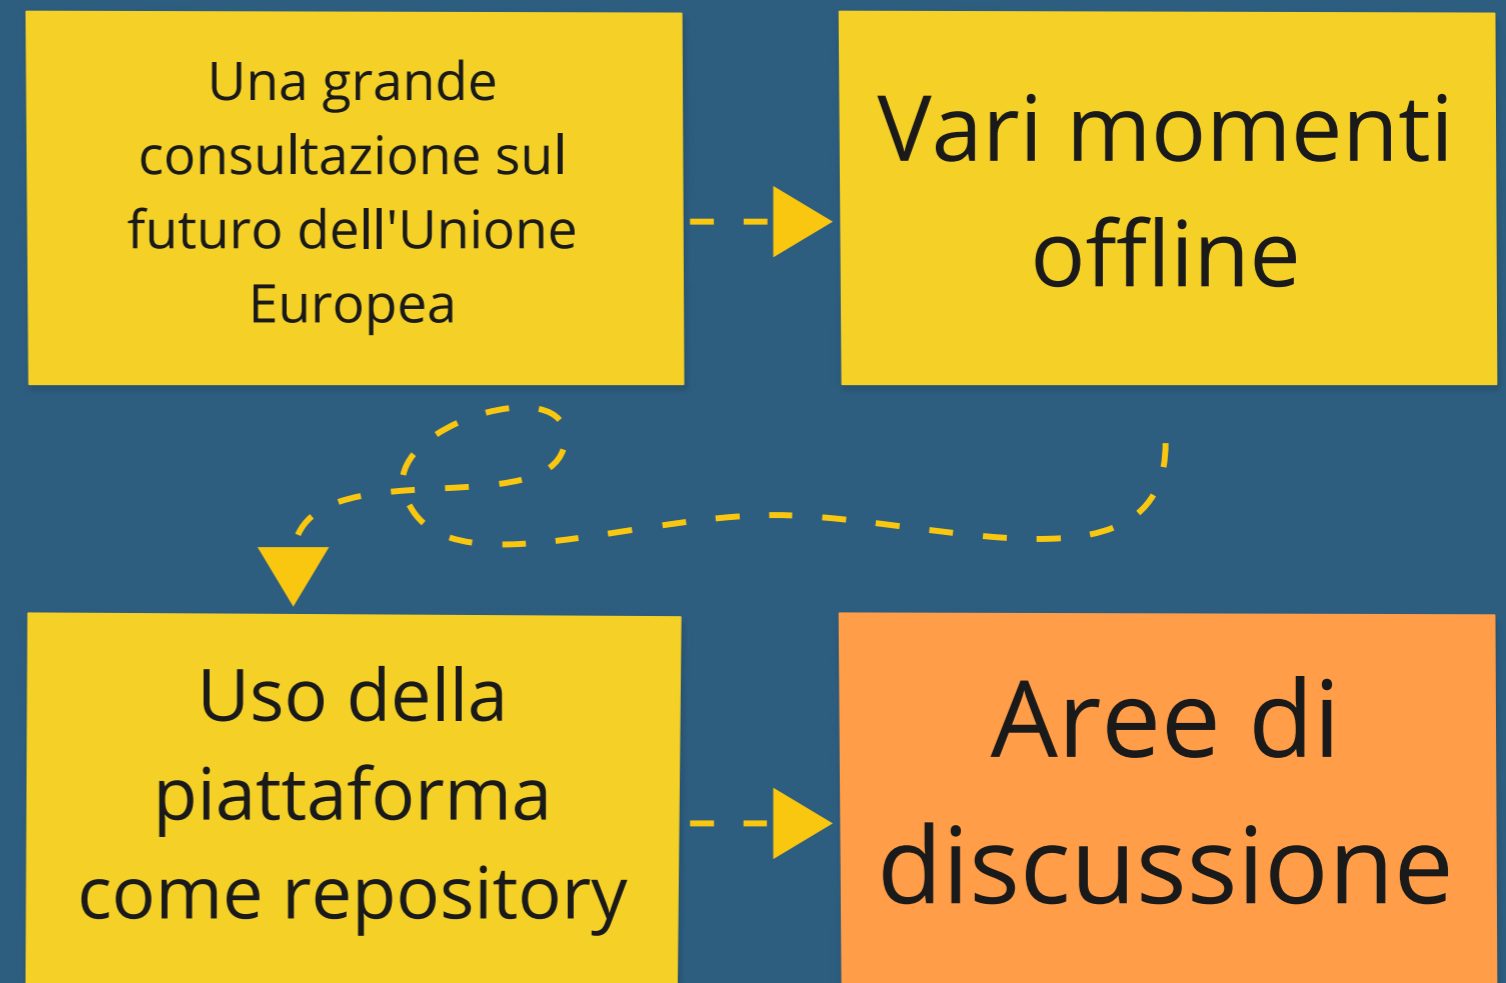 Una grande
consultazione sul
futuro dell'Unione
Europea
Vari momenti
offline
Uso della
piattaforma
come repository
Aree di
discussione